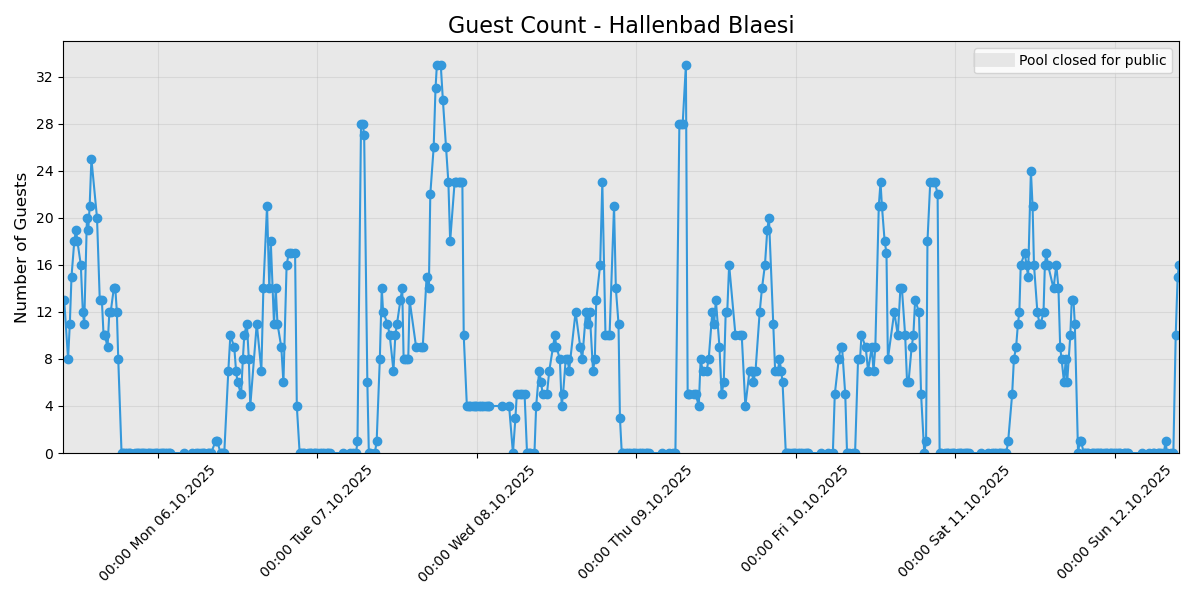 Guest Count - Hallenbad Blaesi
Pool closed for public
Number of Guests
32
28
24
20
16
12
8
4
0
00:00 Mon 06.10.2025
00:00 Tue 07.10.2025
00:00 Wed 08.10.2025
00:00 Thu 09.10.2025
00:00 Fri 10.10.2025
00:00 Sat 11.10.2025
00:00 Sun 12.10.2025